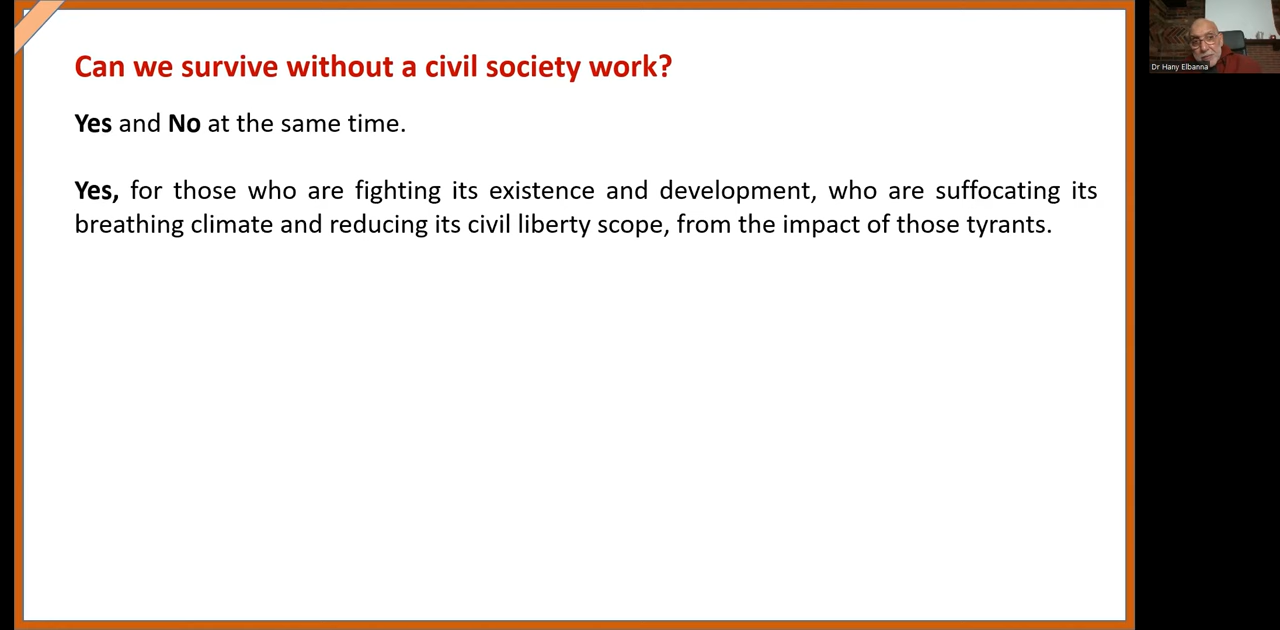 Can we survive without a civil society work?
Yes and No at the same time.
Yes, for those who are fighting its existence and development, who are suffocating its
breathing climate and reducing its civil liberty scope, from the impact of those tyrants.
Dr Hany Elbanna